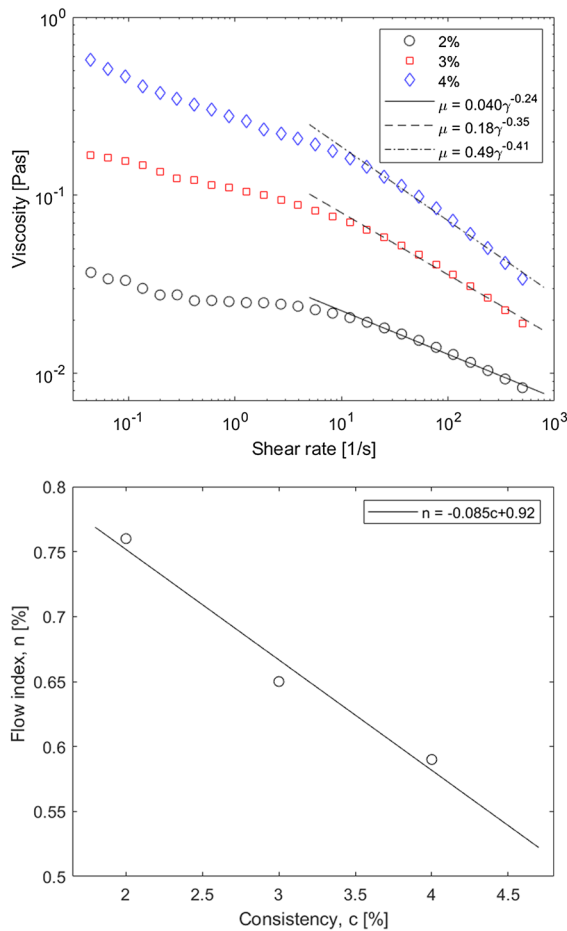 10^0
10^-1
10^-2
Viscosity [Pas]
2%
3%
4%
μ = 0.040γ^-0.24
μ = 0.18γ^-0.35
μ = 0.49γ^-0.41
10^-1 10^0 10^1 10^2 10^3
Shear rate [1/s]
0.8
0.75
0.7
0.65
0.6
0.55
0.5
Flow index, n [%]
n = -0.085c+0.92
2 2.5 3 3.5 4 4.5
Consistency, c [%]